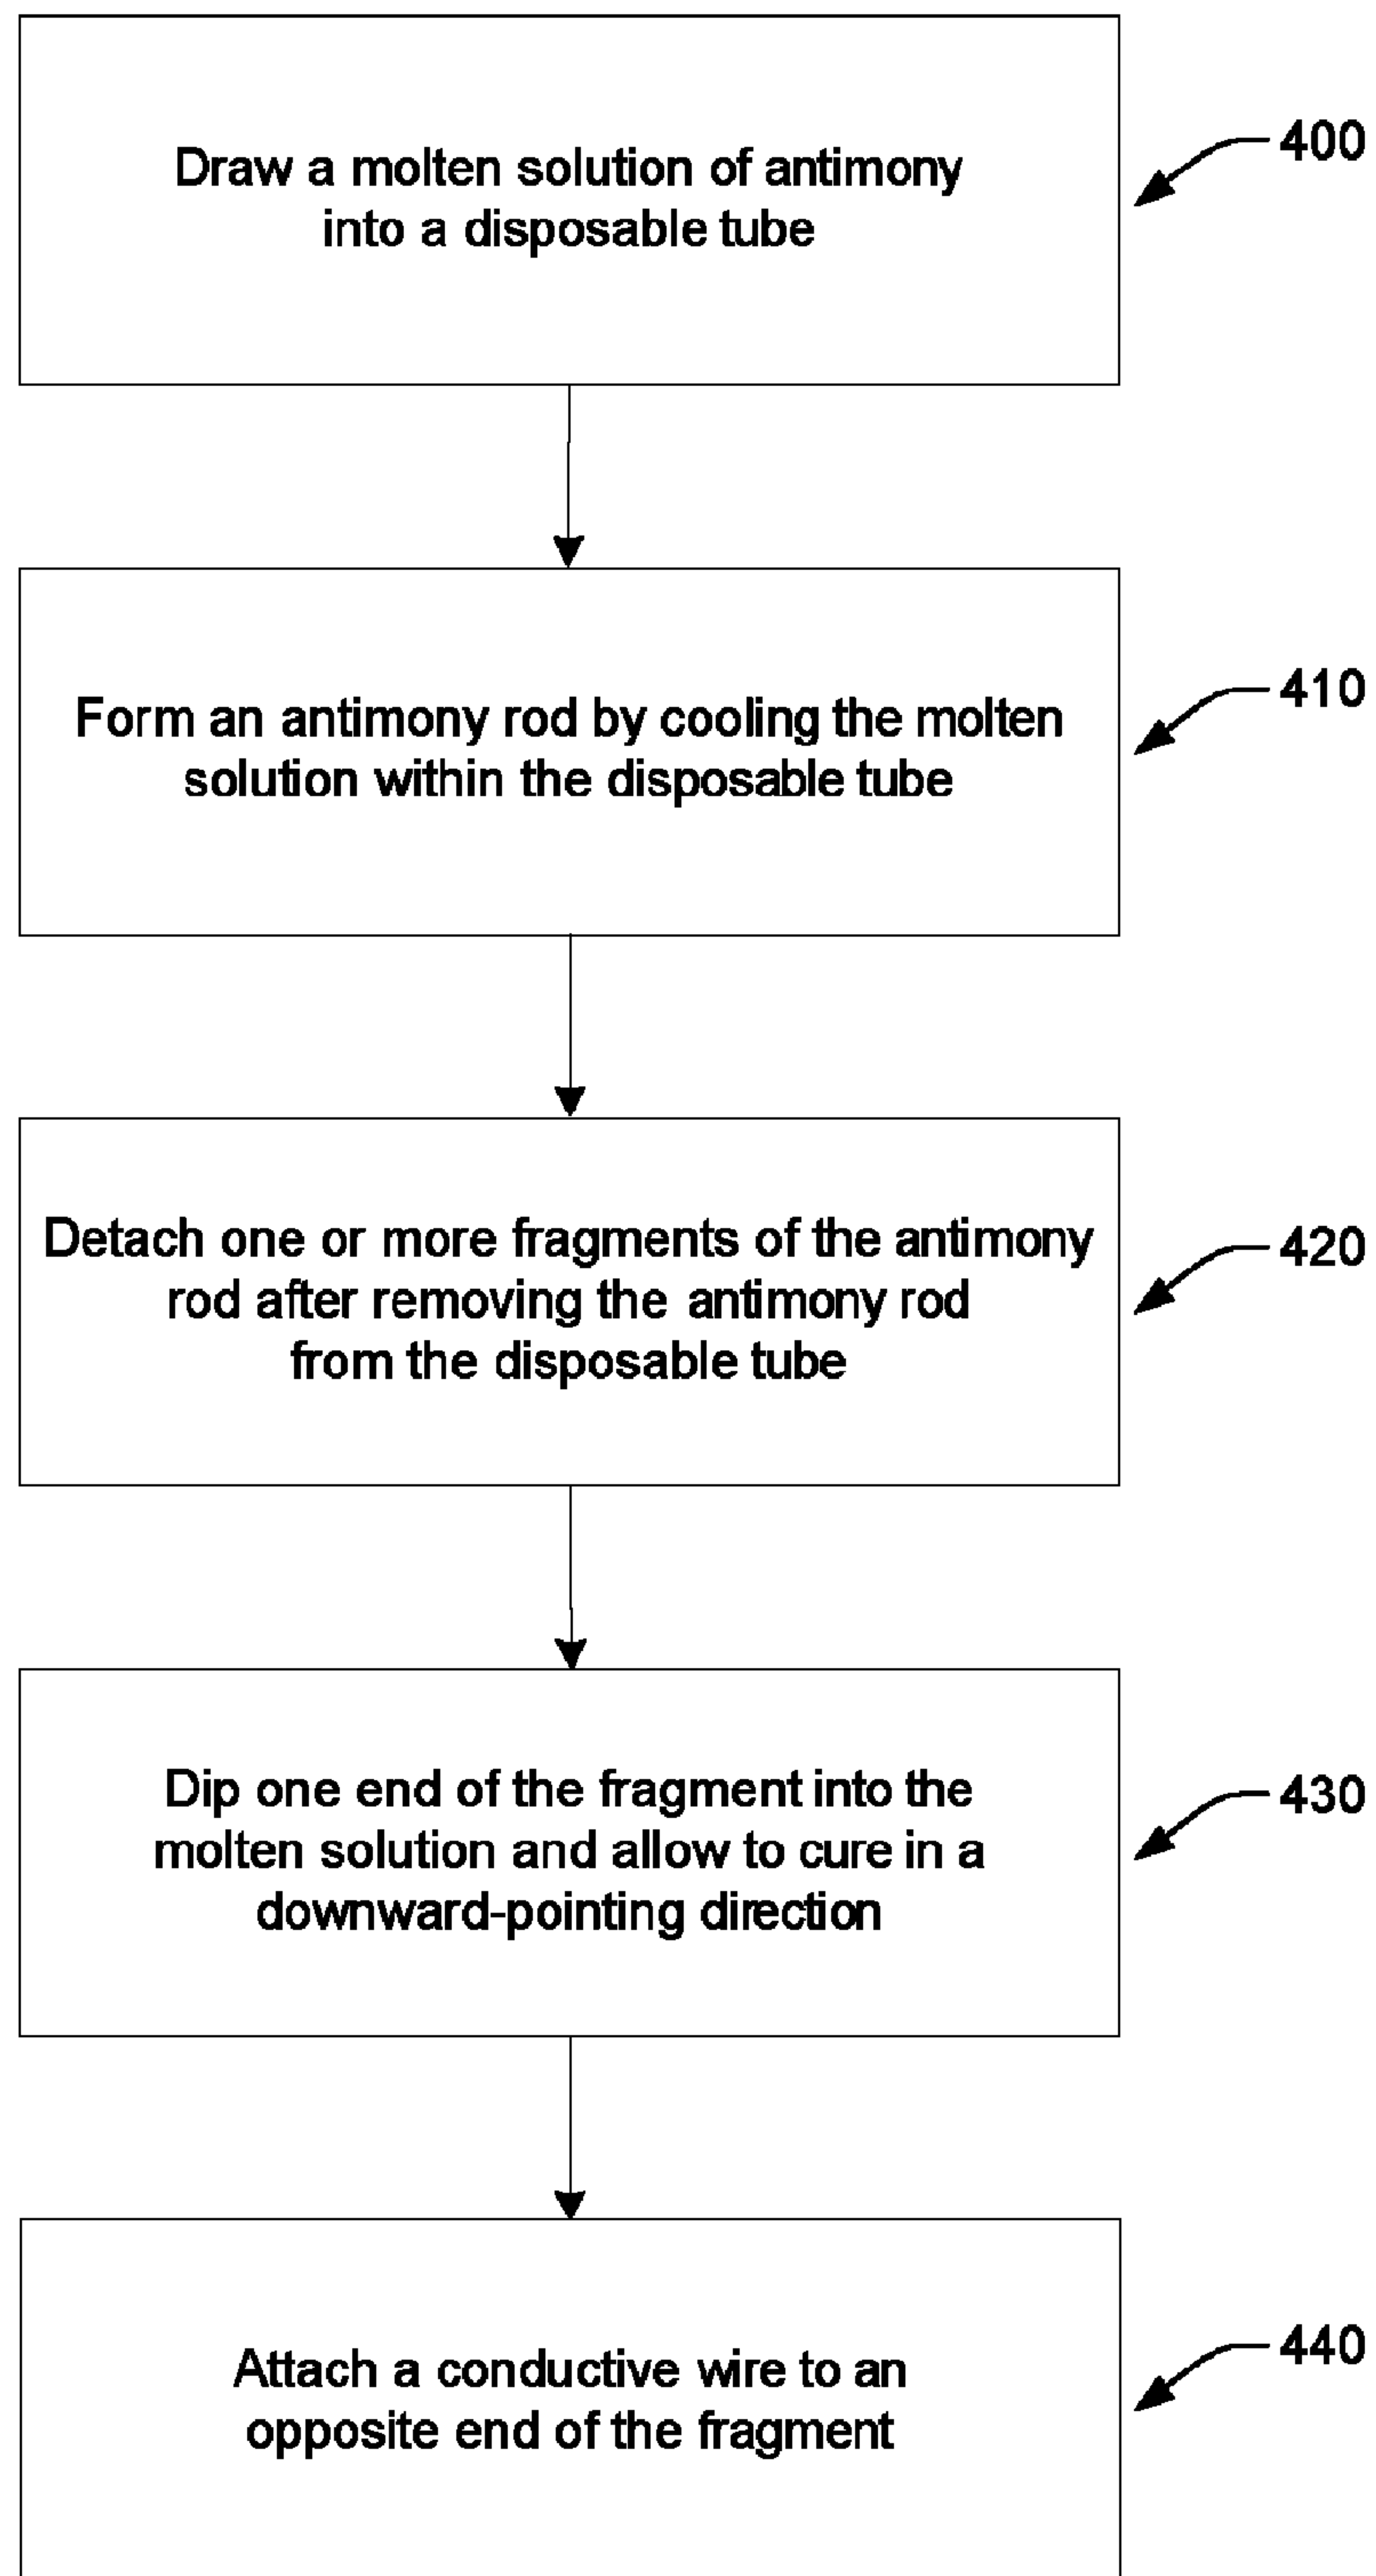 Draw a molten solution of antimony
into a disposable tube
400
Form an antimony rod by cooling the molten
solution within the disposable tube
410
Detach one or more fragments of the antimony
rod after removing the antimony rod
from the disposable tube
420
Dip one end of the fragment into the
molten solution and allow to cure in a
downward-pointing direction
430
Attach a conductive wire to an
opposite end of the fragment
440